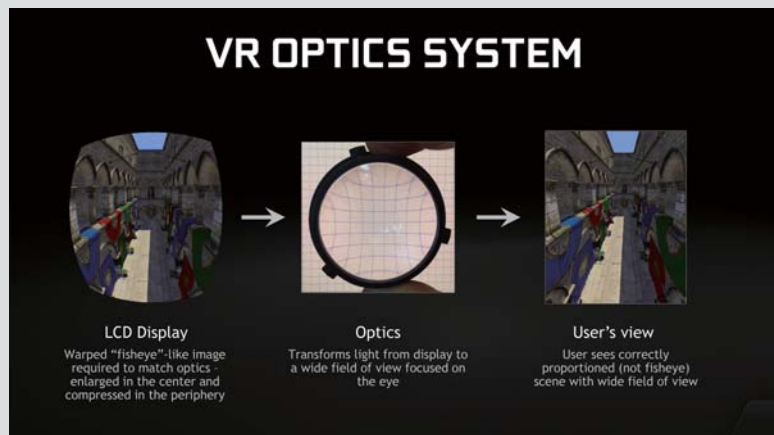 VR OPTICS SYSTEM
LCD Display
Warped “fisheye”-like image
required to match optics –
enlarged in the center and
compressed in the periphery
Optics
Transforms light from display to
a wide field of view focused on
the eye
User’s view
User sees correctly
proportioned (not fisheye)
scene with wide field of view